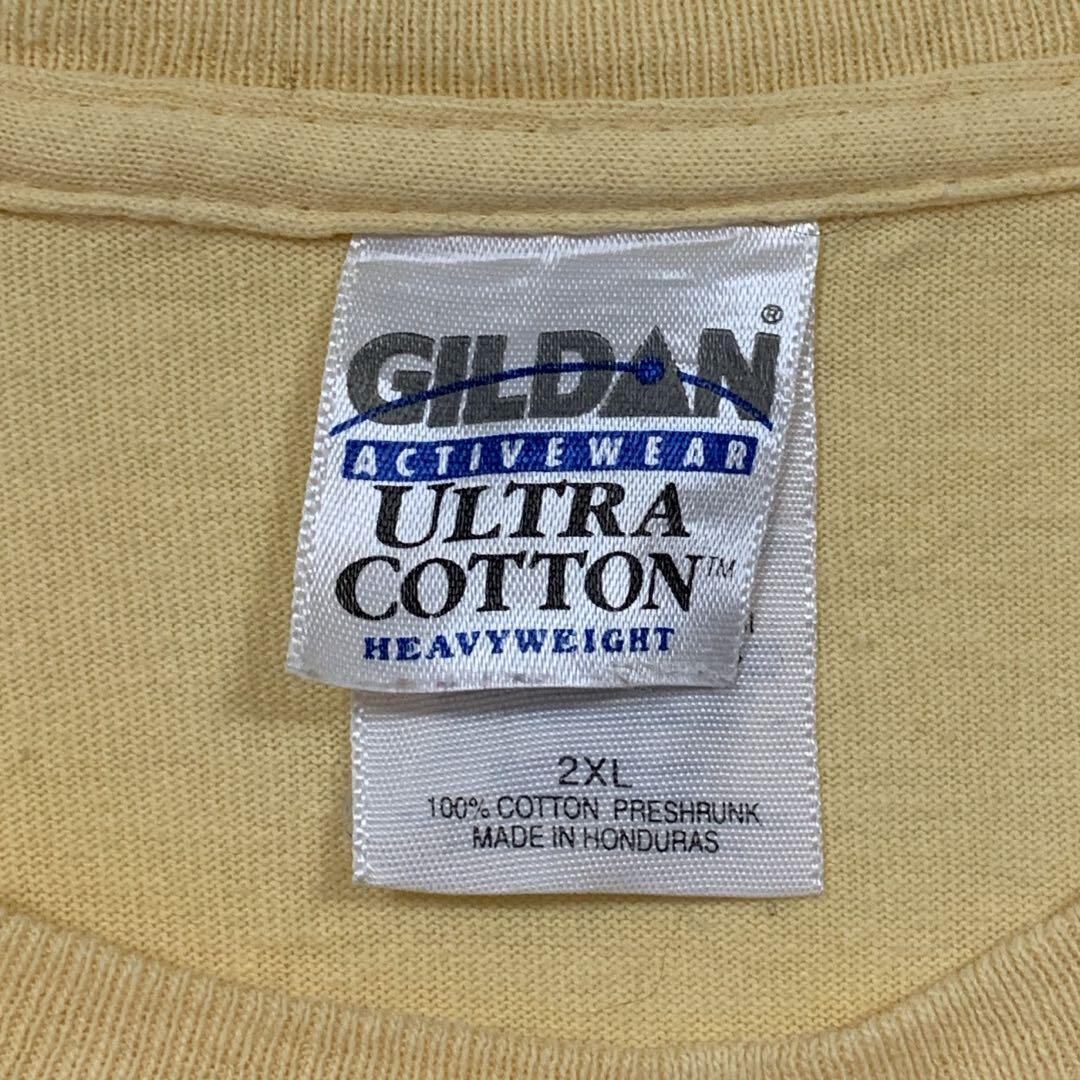 GILDAN®
ACTIVEWEAR
ULTRA
COTTON™
HEAVYWEIGHT
2XL
100% COTTON PRESHRUNK
MADE IN HONDURAS